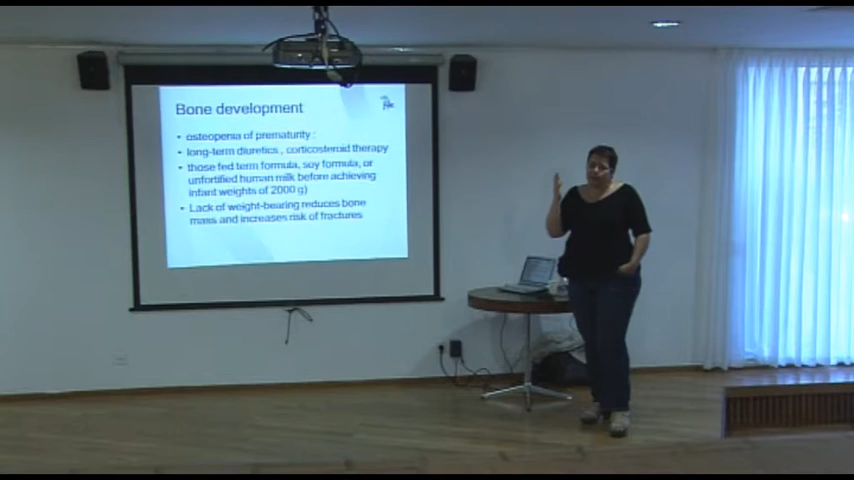 Bone development
• osteopenia of prematurity :
• long-term diuretics , corticosteroid therapy
• those fed term formula, soy formula, or
unfortified human milk before achieving
infant weights of 2000 g)
• Lack of weight-bearing reduces bone
mass and increases risk of fractures